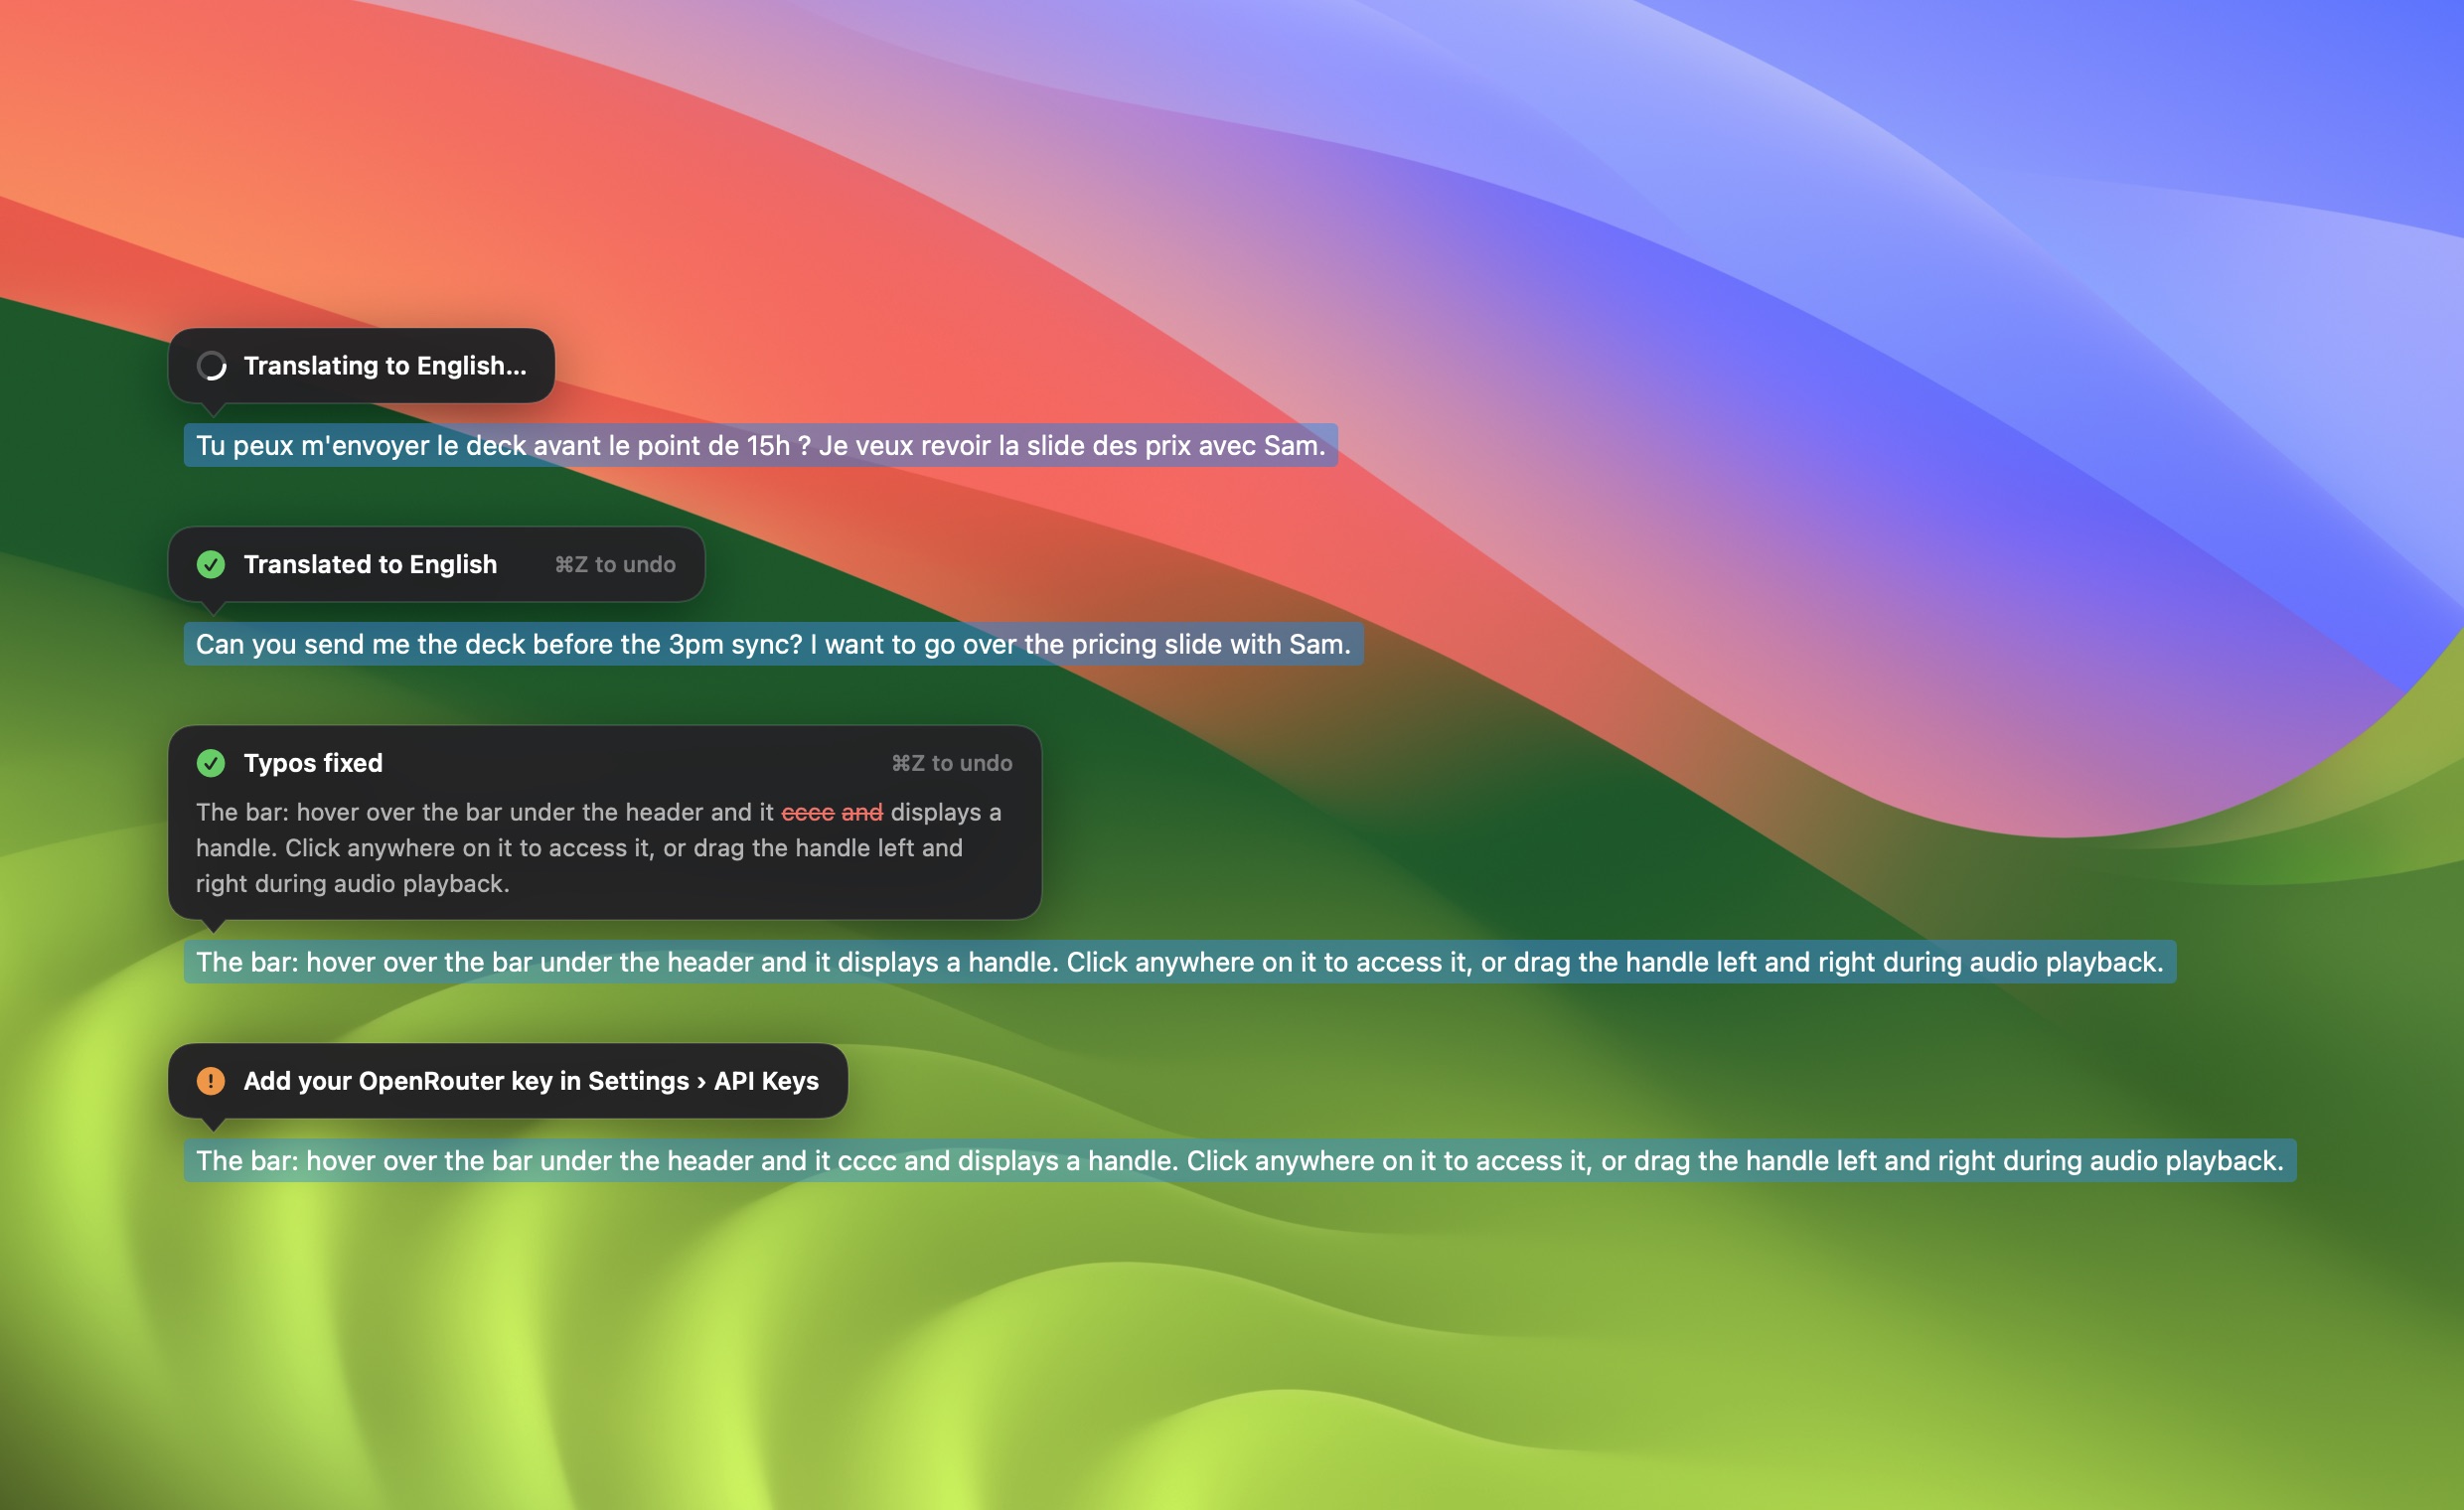 Translating to English...
Tu peux m'envoyer le deck avant le point de 15h ? Je veux revoir la slide des prix avec Sam.
Translated to English ⌘Z to undo
Can you send me the deck before the 3pm sync? I want to go over the pricing slide with Sam.
Typos fixed ⌘Z to undo
The bar: hover over the bar under the header and it cccc and displays a
handle. Click anywhere on it to access it, or drag the handle left and
right during audio playback.
The bar: hover over the bar under the header and it displays a handle. Click anywhere on it to access it, or drag the handle left and right during audio playback.
Add your OpenRouter key in Settings › API Keys
The bar: hover over the bar under the header and it cccc and displays a handle. Click anywhere on it to access it, or drag the handle left and right during audio playback.